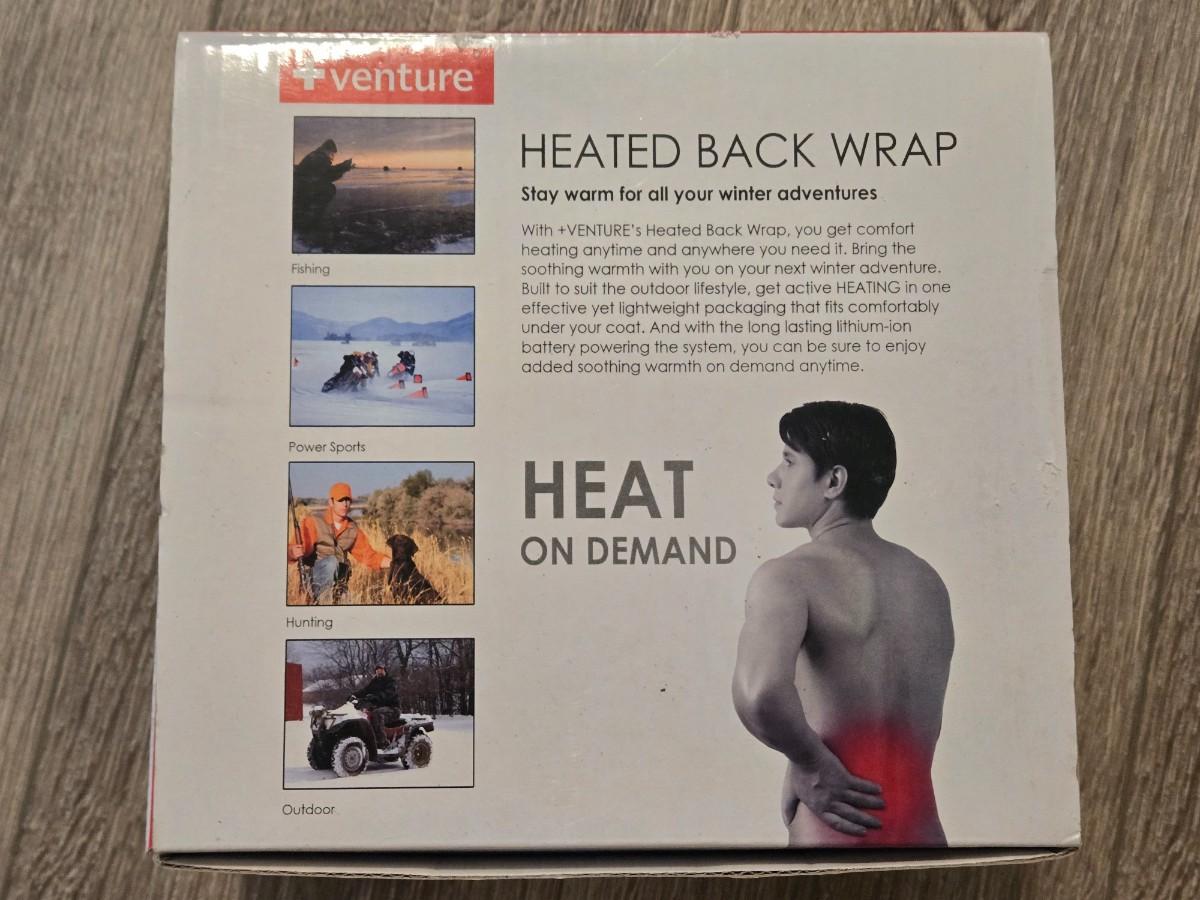 +venture
Fishing
Power Sports
Hunting
Outdoor
HEATED BACK WRAP
Stay warm for all your winter adventures
With +VENTURE's Heated Back Wrap, you get comfort
heating anytime and anywhere you need it. Bring the
soothing warmth with you on your next winter adventure.
Built to suit the outdoor lifestyle, get active HEATING in one
effective yet lightweight packaging that fits comfortably
under your coat. And with the long lasting lithium-ion
battery powering the system, you can be sure to enjoy
added soothing warmth on demand anytime.
HEAT
ON DEMAND